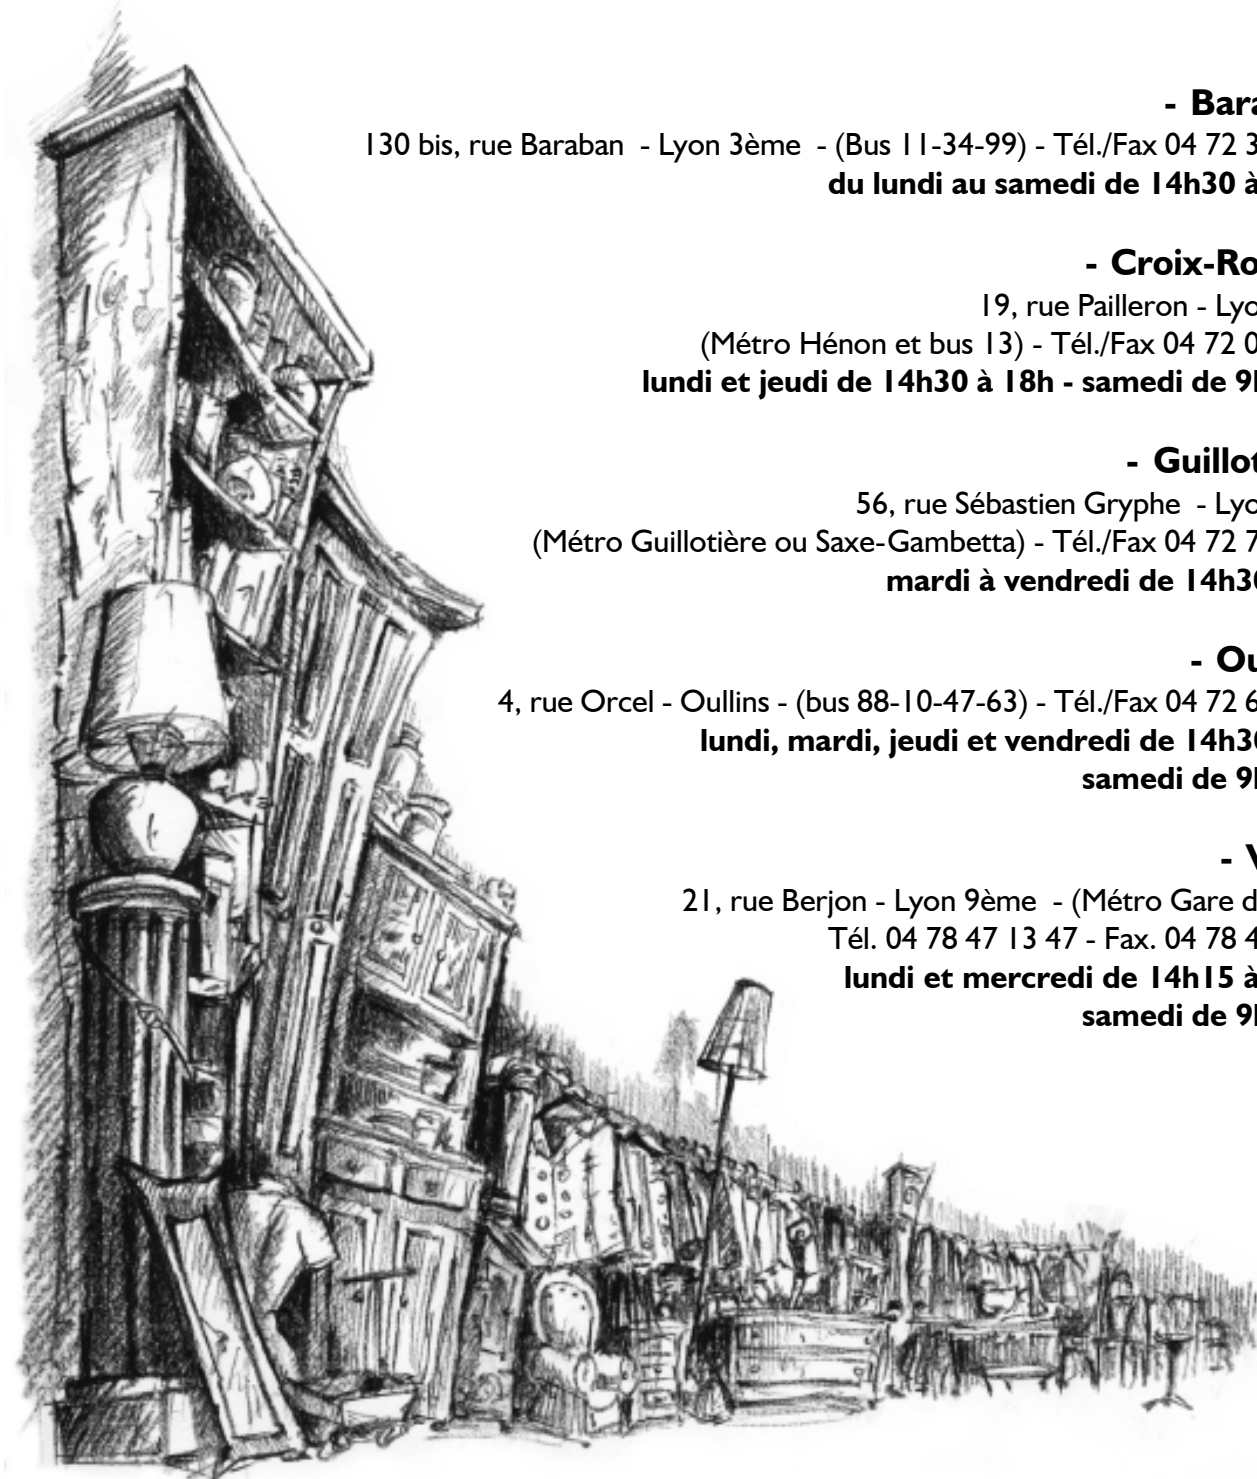 - Bara
130 bis, rue Baraban - Lyon 3ème - (Bus 11-34-99) - Tél./Fax 04 72 3
du lundi au samedi de 14h30 à
- Croix-Ro
19, rue Pailleron - Lyo
(Métro Hénon et bus 13) - Tél./Fax 04 72 0
lundi et jeudi de 14h30 à 18h - samedi de 9h
- Guillot
56, rue Sébastien Gryphe - Lyo
(Métro Guillotière ou Saxe-Gambetta) - Tél./Fax 04 72 7
mardi à vendredi de 14h30
- Ou
4, rue Orcel - Oullins - (bus 88-10-47-63) - Tél./Fax 04 72 6
lundi, mardi, jeudi et vendredi de 14h30
samedi de 9h
- V
21, rue Berjon - Lyon 9ème - (Métro Gare d
Tél. 04 78 47 13 47 - Fax. 04 78 4
lundi et mercredi de 14h15 à
samedi de 9h